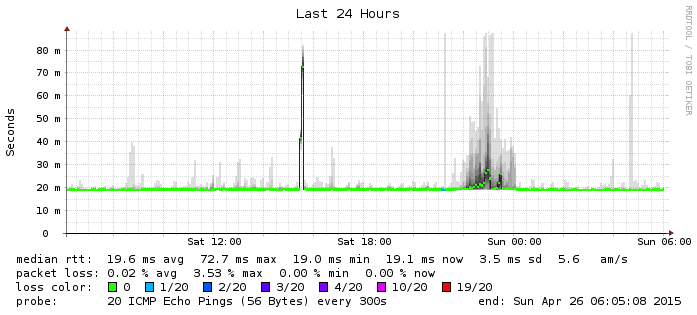 Last 24 Hours
RRDTOOL / TOBI OETIKER
Seconds
80 m
70 m
60 m
50 m
40 m
30 m
20 m
10 m
0
Sat 12:00 Sat 18:00 Sun 00:00 Sun 06:00
median rtt: 19.6 ms avg 72.7 ms max 19.0 ms min 19.1 ms now 3.5 ms sd 5.6 am/s
packet loss: 0.02 % avg 3.53 % max 0.00 % min 0.00 % now
loss color: 0 1/20 2/20 3/20 4/20 10/20 19/20
probe: 20 ICMP Echo Pings (56 Bytes) every 300s end: Sun Apr 26 06:05:08 2015